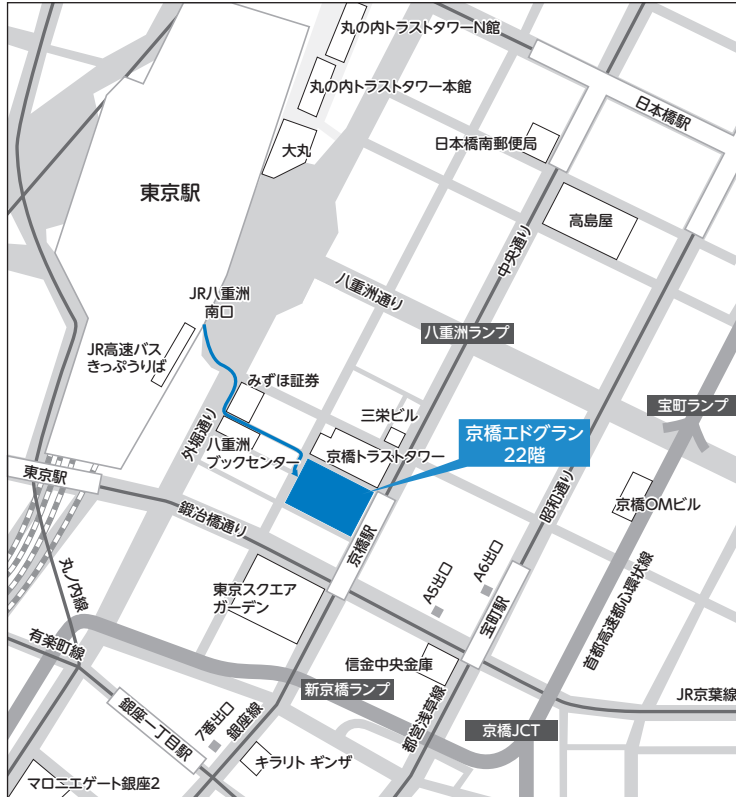 丸の内トラストタワーN館
丸の内トラストタワー本館
日本橋駅
大丸
日本橋南郵便局
東京駅
高島屋
中央通り
八重洲通り
JR八重洲
南口
八重洲ランプ
JR高速バス
きっぷうりば
みずほ証券
宝町ランプ
三栄ビル
外堀通り
八重洲
ブックセンター
京橋トラストタワー
京橋エドグラン
22階
東京駅
昭和通り
京橋OMビル
鍛冶橋通り
京橋駅
丸ノ内線
東京スクエア
ガーデン
A5出口
A6出口
宝町駅
首都高速都心環状線
有楽町線
信金中央金庫
新京橋ランプ
JR京葉線
銀座一丁目駅
7番出口
銀座線
都営浅草線
京橋JCT
キラリト ギンザ
マロニエゲート銀座2